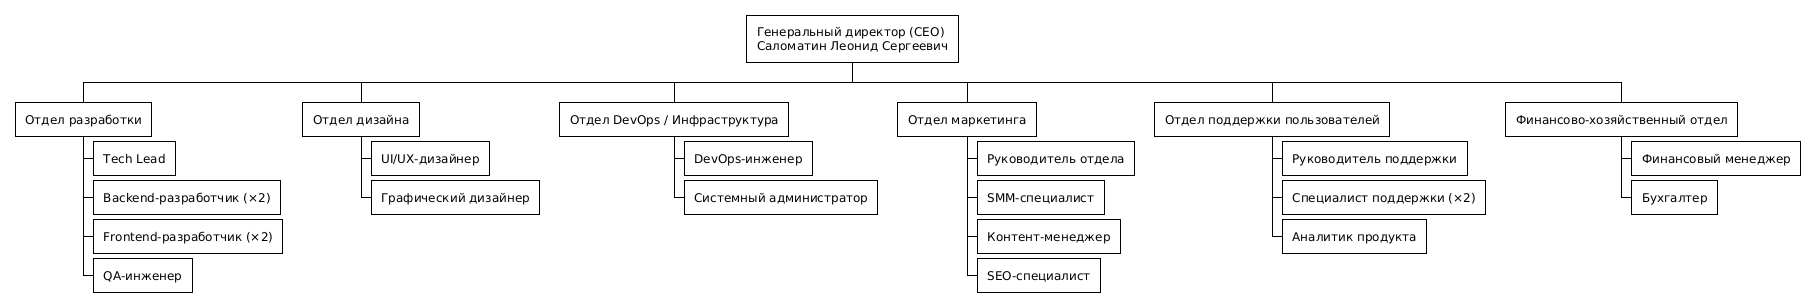 Генеральный директор (CEO)
Саломатин Леонид Сергеевич
Отдел разработки
Tech Lead
Backend-разработчик (×2)
Frontend-разработчик (×2)
QA-инженер
Отдел дизайна
UI/UX-дизайнер
Графический дизайнер
Отдел DevOps / Инфраструктура
DevOps-инженер
Системный администратор
Отдел маркетинга
Руководитель отдела
SMM-специалист
Контент-менеджер
SEO-специалист
Отдел поддержки пользователей
Руководитель поддержки
Специалист поддержки (×2)
Аналитик продукта
Финансово-хозяйственный отдел
Финансовый менеджер
Бухгалтер